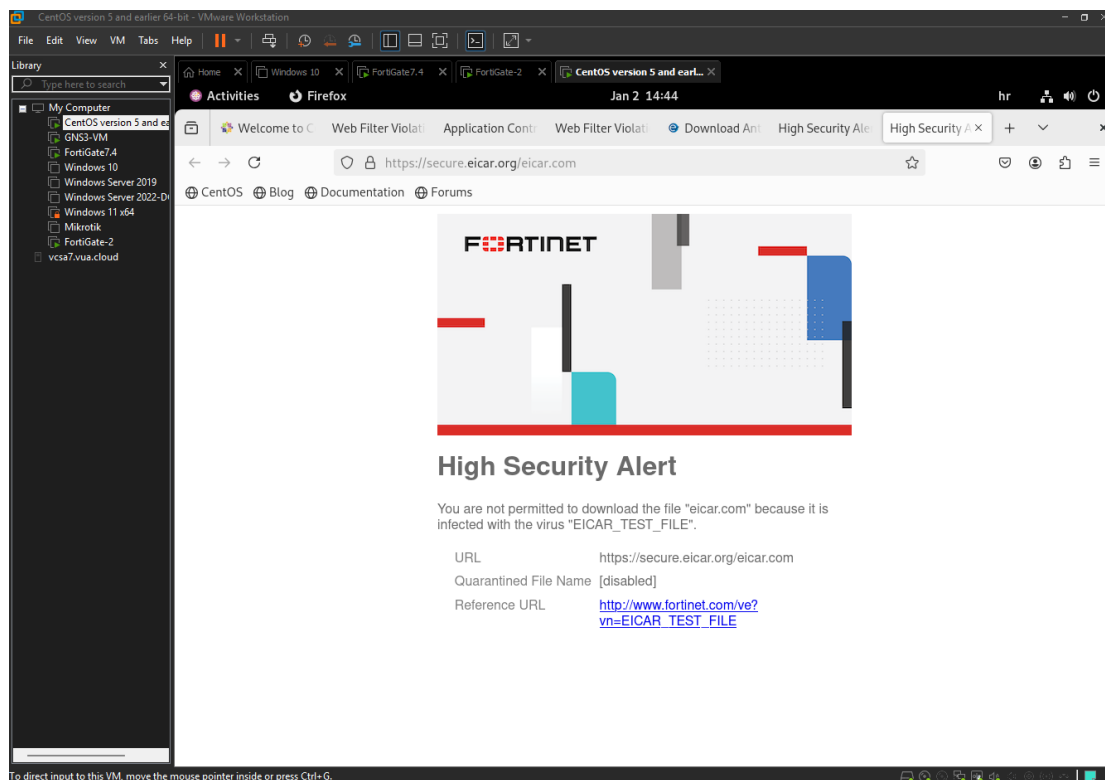 CentOS version 5 and earlier 64-bit - VMware Workstation
File Edit View VM Tabs Help
Library
Type here to search
My Computer
CentOS version 5 and ea
GNS3-VM
FortiGate7.4
Windows 10
Windows Server 2019
Windows Server 2022-D
Windows 11 x64
Mikrotik
FortiGate-2
vcsa7.vua.cloud
Home Windows 10 FortiGate7.4 FortiGate-2 CentOS version 5 and earl...
Activities Firefox Jan 2 14:44 hr
Welcome to C Web Filter Violati Application Contr Web Filter Violati Download Ant High Security Ale High Security A
https://secure.eicar.org/eicar.com
CentOS Blog Documentation Forums
FORTINET
High Security Alert
You are not permitted to download the file "eicar.com" because it is
infected with the virus "EICAR_TEST_FILE".
URL https://secure.eicar.org/eicar.com
Quarantined File Name [disabled]
Reference URL http://www.fortinet.com/ve?
vn=EICAR_TEST_FILE
To direct input to this VM, move the mouse pointer inside or press Ctrl+G.